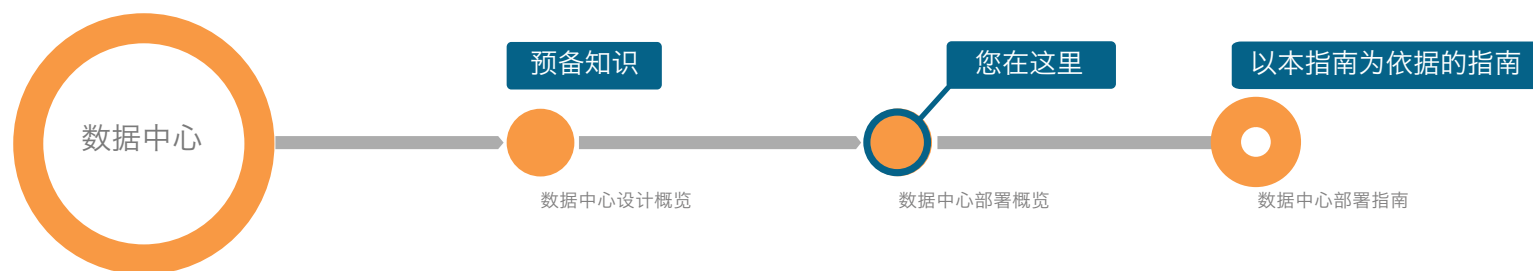 数据中心
预备知识
您在这里
以本指南为依据的指南
数据中心设计概览
数据中心部署概览
数据中心部署指南